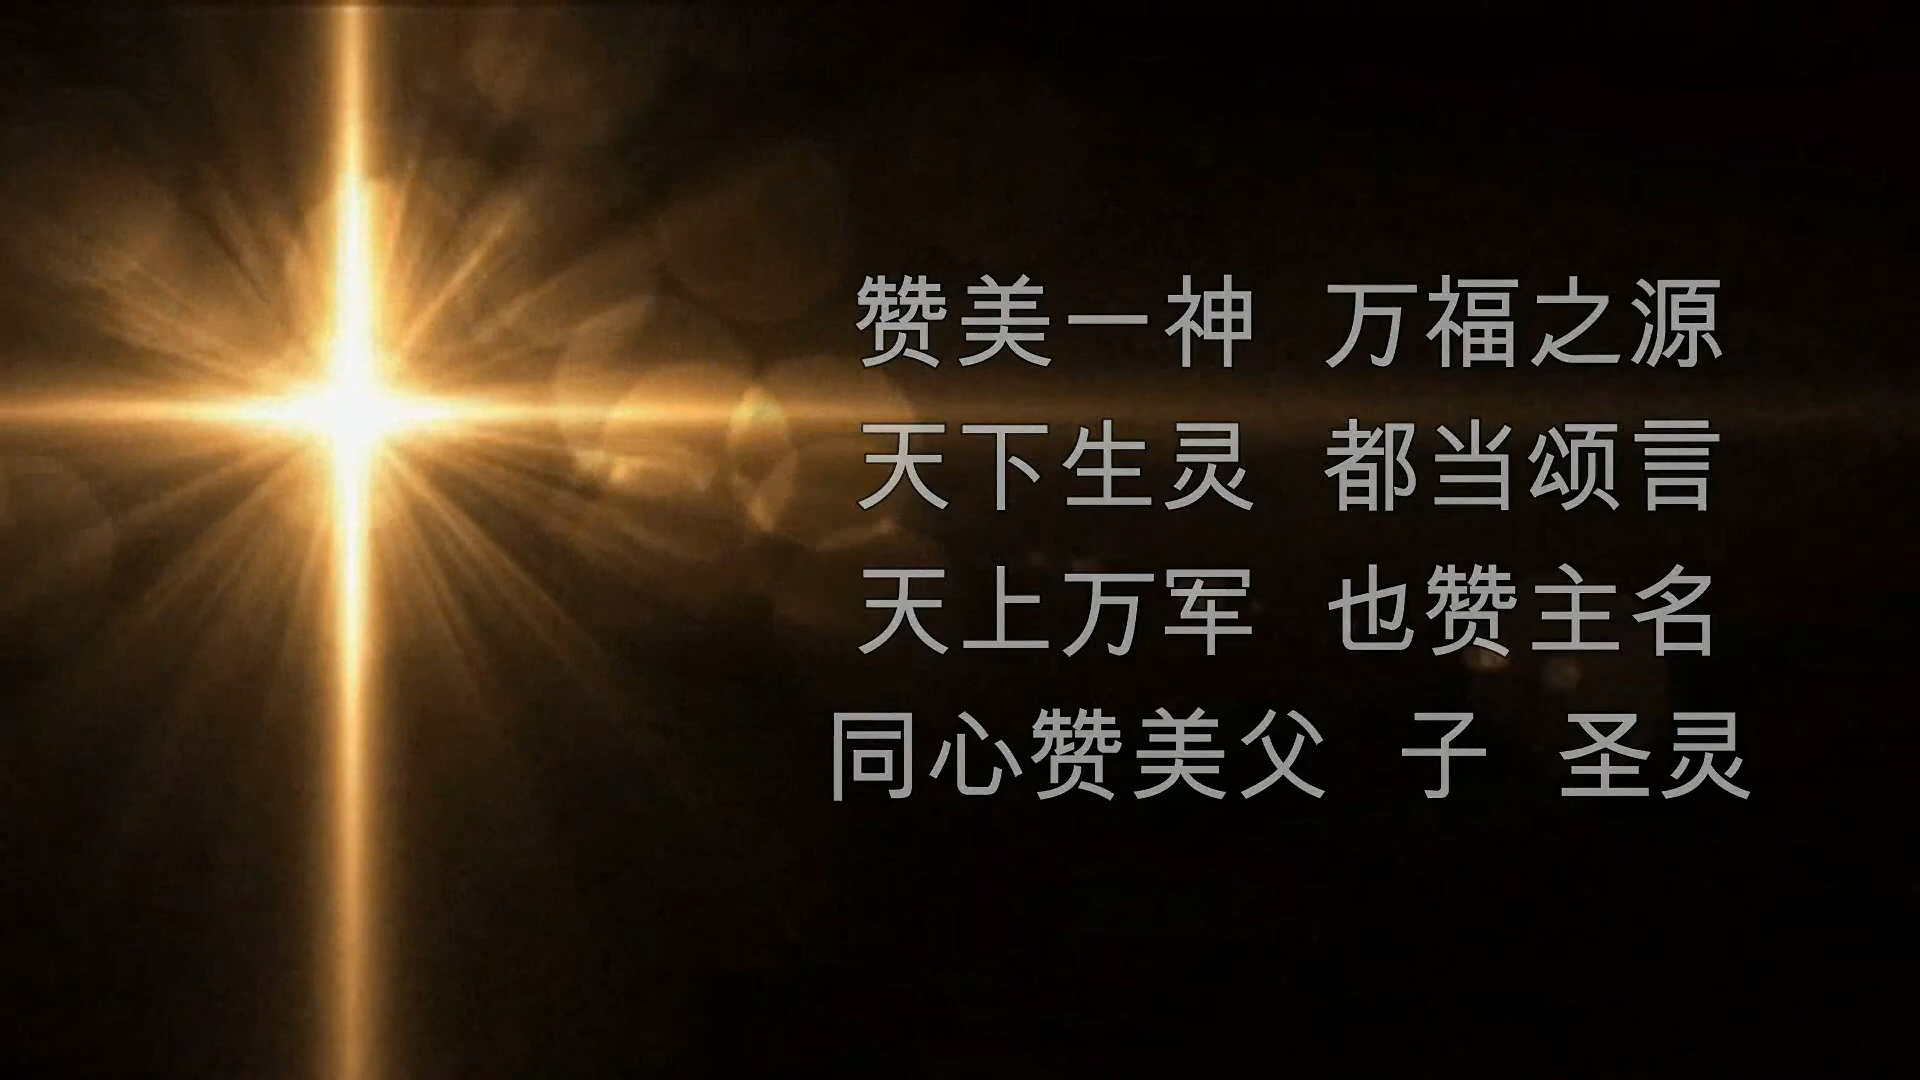 赞美一神 万福之源
天下生灵 都当颂言
天上万军 也赞主名
同心赞美父 子 圣灵